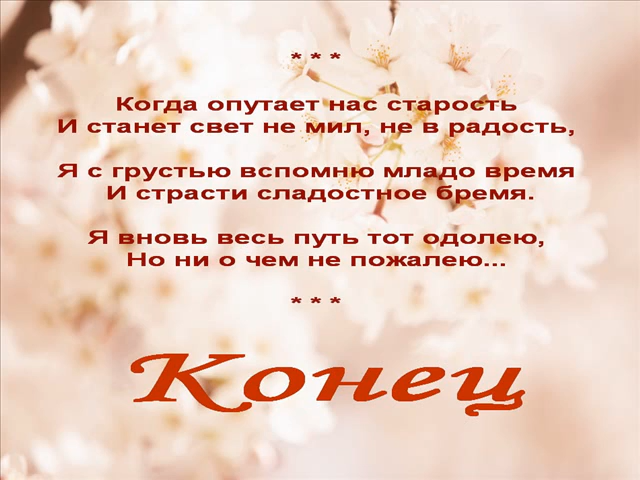 * * *
Когда опутает нас старость
И станет свет не мил, не в радость,
Я с грустью вспомню младо время
И страсти сладостное бремя.
Я вновь весь путь тот одолею,
Но ни о чем не пожалею...
* * *
Конец